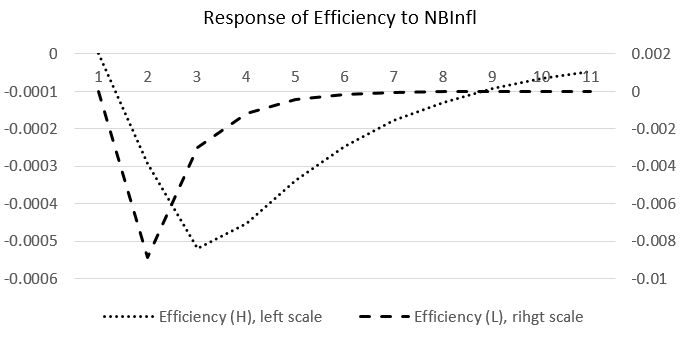 Response of Efficiency to NBInfl
0 0.002
1 2 3 4 5 6 7 8 9 10 11
-0.0001 0
-0.0002 -0.002
-0.0003 -0.004
-0.0004 -0.006
-0.0005 -0.008
-0.0006 -0.01
Efficiency (H), left scale Efficiency (L), rihgt scale